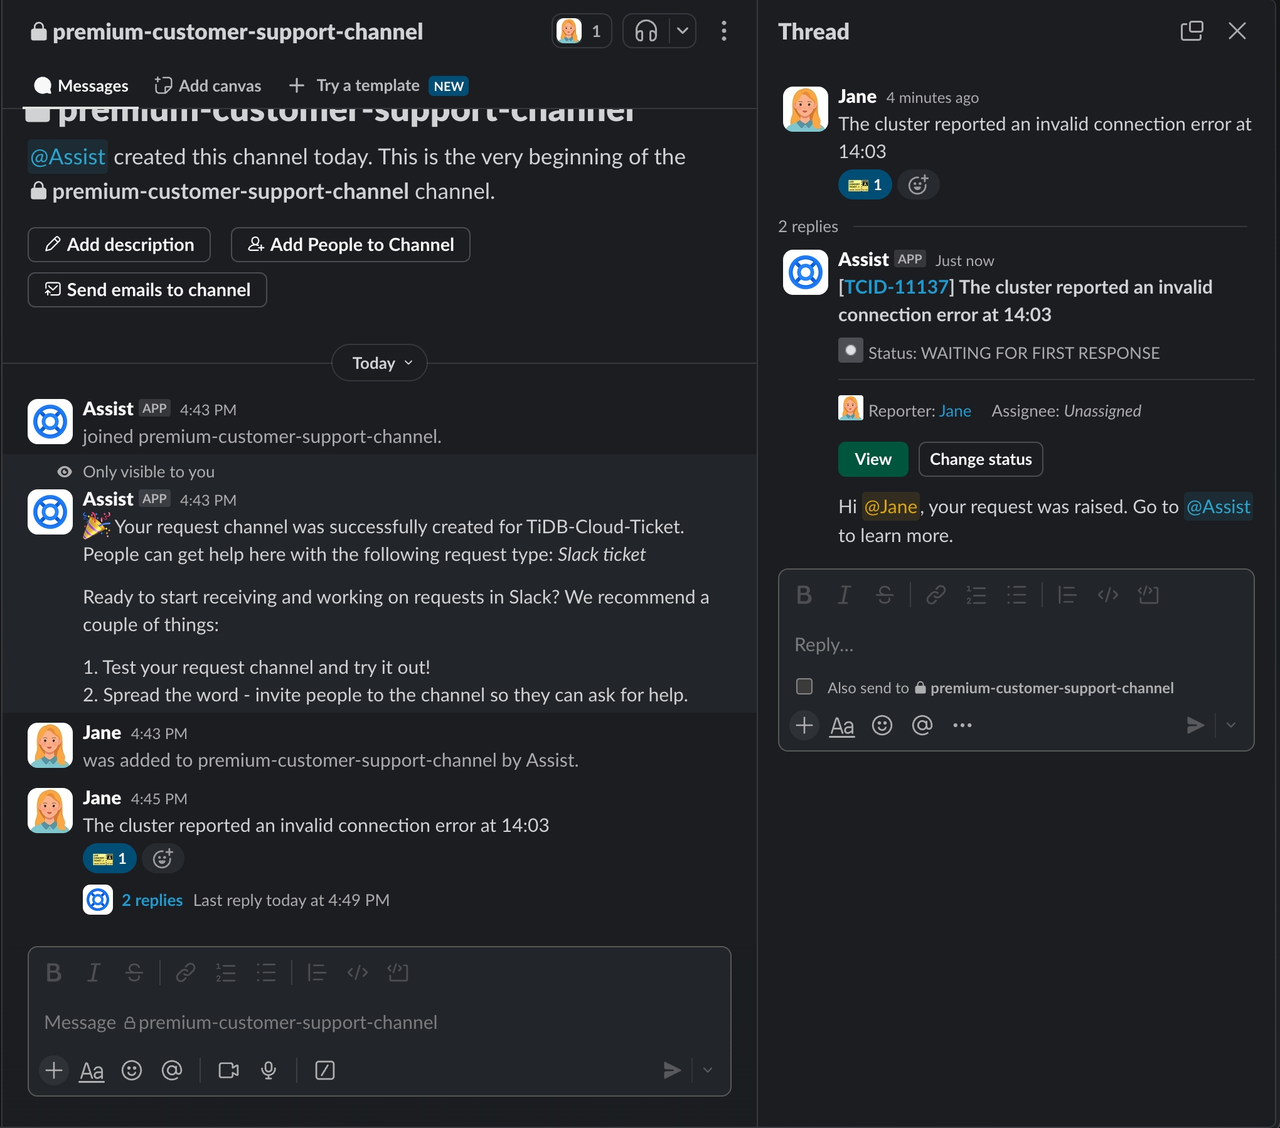 premium-customer-support-channel
1
Messages
Add canvas
Try a template NEW
premium-customer-support-channel
@Assist created this channel today. This is the very beginning of the
premium-customer-support-channel channel.
Add description
Add People to Channel
Send emails to channel
Today
Assist APP 4:43 PM
joined premium-customer-support-channel.
Only visible to you
Assist APP 4:43 PM
Your request channel was successfully created for TiDB-Cloud-Ticket.
People can get help here with the following request type: Slack ticket
Ready to start receiving and working on requests in Slack? We recommend a
couple of things:
1. Test your request channel and try it out!
2. Spread the word - invite people to the channel so they can ask for help.
Jane 4:43 PM
was added to premium-customer-support-channel by Assist.
Jane 4:45 PM
The cluster reported an invalid connection error at 14:03
1
2 replies Last reply today at 4:49 PM
Message premium-customer-support-channel
Aa
Thread
Jane 4 minutes ago
The cluster reported an invalid connection error at
14:03
1
2 replies
Assist APP Just now
[TCID-11137] The cluster reported an invalid
connection error at 14:03
Status: WAITING FOR FIRST RESPONSE
Reporter: Jane Assignee: Unassigned
View
Change status
Hi @Jane, your request was raised. Go to @Assist
to learn more.
Reply...
Also send to premium-customer-support-channel
Aa